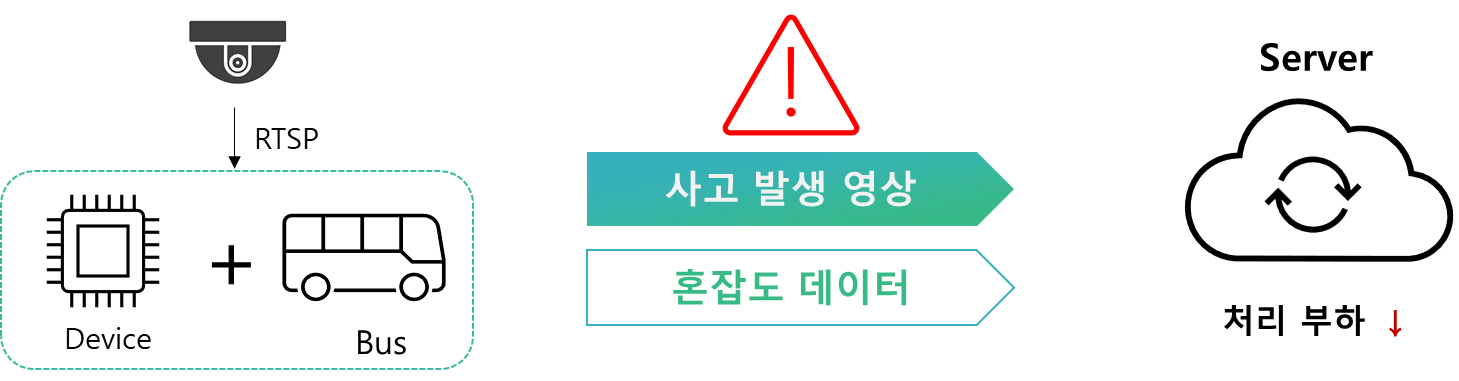 RTSP
Device
+
Bus
사고 발생 영상
혼잡도 데이터
Server
처리 부하 ↓